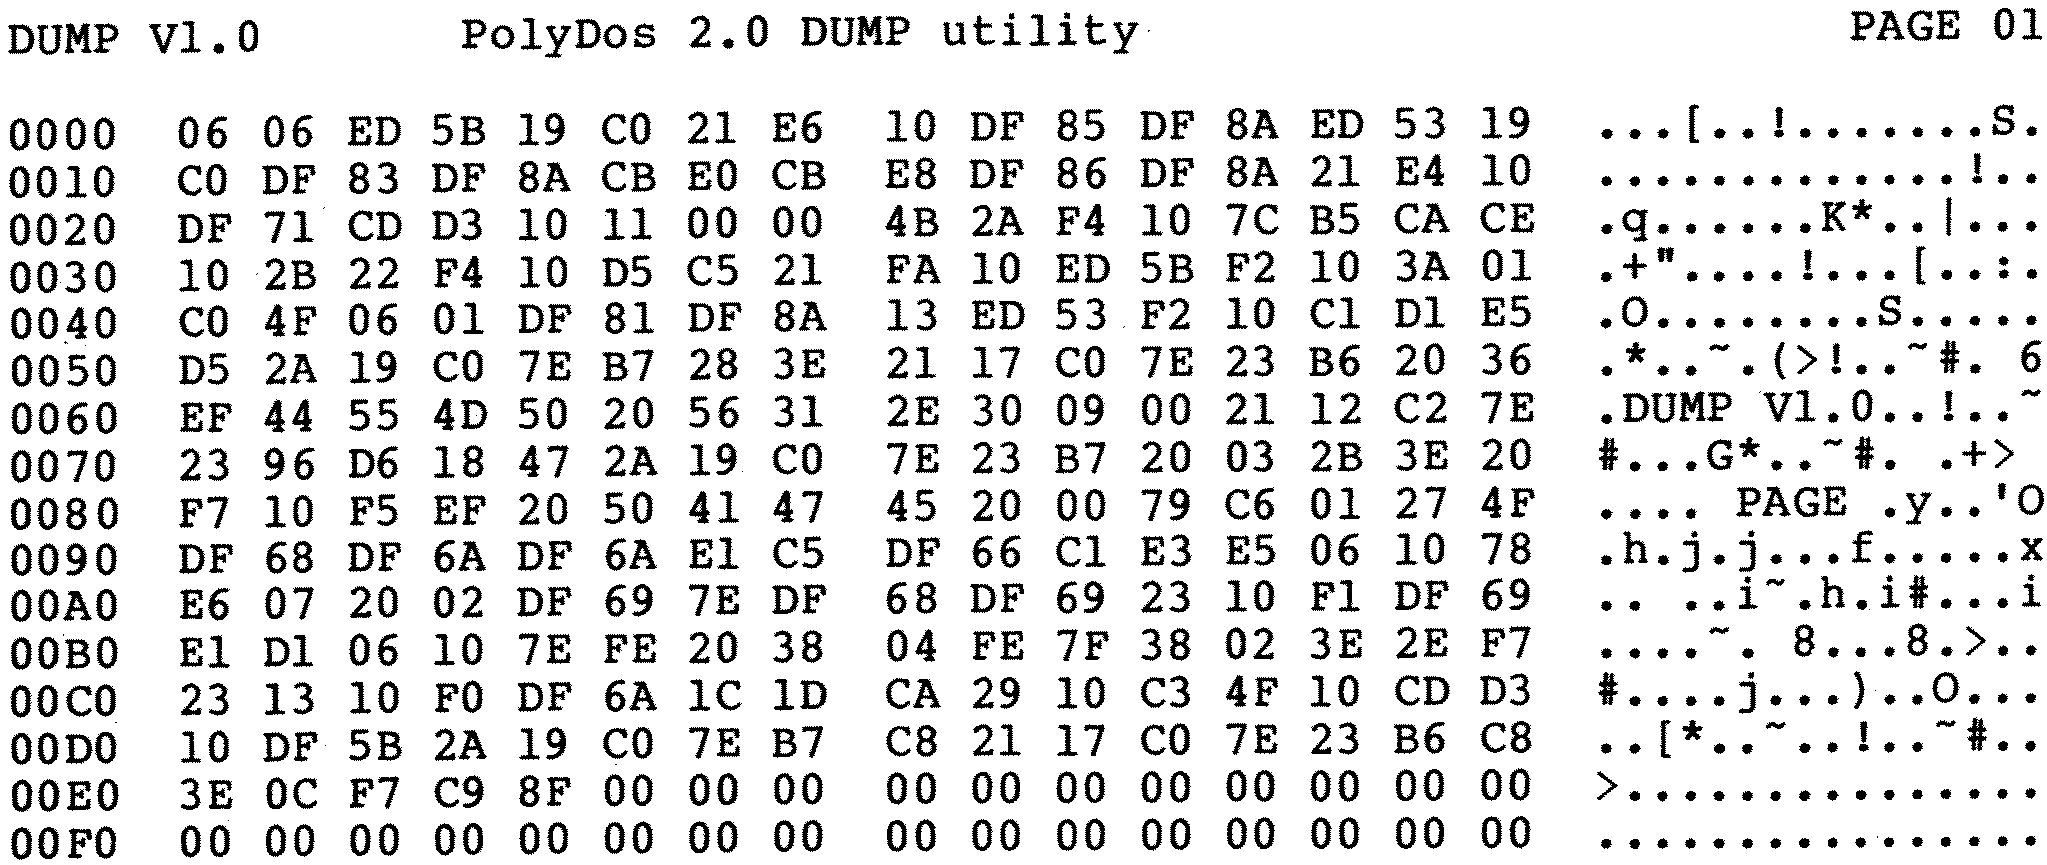 DUMP V1.0          PolyDos 2.0 DUMP utility                                   PAGE 01
0000  06 06 ED 5B 19 C0 21 E6  10 DF 85 DF 8A ED 53 19  ...[..!.......S.
0010  C0 DF 83 DF 8A CB E0 CB  E8 DF 86 DF 8A 21 E4 10  .............!..
0020  DF 71 CD D3 10 11 00 00  4B 2A F4 10 7C B5 CA CE  .q......K*..|...
0030  10 2B 22 F4 10 D5 C5 21  FA 10 ED 5B F2 10 3A 01  .+"....!...[..:.
0040  C0 4F 06 01 DF 81 DF 8A  13 ED 53 F2 10 C1 D1 E5  .O........S.....
0050  D5 2A 19 C0 7E B7 28 3E  21 17 C0 7E 23 B6 20 36  .*..~.(>!..~#. 6
0060  EF 44 55 4D 50 20 56 31  2E 30 09 00 21 12 C2 7E  .DUMP V1.0..!..~
0070  23 96 D6 18 47 2A 19 C0  7E 23 B7 20 03 2B 3E 20  #...G*..~#. .+>
0080  F7 10 F5 EF 20 50 41 47  45 20 00 79 C6 01 27 4F  .... PAGE .y..'O
0090  DF 68 DF 6A DF 6A E1 C5  DF 66 C1 E3 E5 06 10 78  .h.j.j...f.....x
00A0  E6 07 20 02 DF 69 7E DF  68 DF 69 23 10 F1 DF 69  .. ..i~.h.i#...i
00B0  E1 D1 06 10 7E FE 20 38  04 FE 7F 38 02 3E 2E F7  ....~. 8...8.>..
00C0  23 13 10 F0 DF 6A 1C 1D  CA 29 10 C3 4F 10 CD D3  #....j...)..O...
00D0  10 DF 5B 2A 19 C0 7E B7  C8 21 17 C0 7E 23 B6 C8  ..[*..~..!..~#..
00E0  3E 0C F7 C9 8F 00 00 00  00 00 00 00 00 00 00 00  >...............
00F0  00 00 00 00 00 00 00 00  00 00 00 00 00 00 00 00  ................